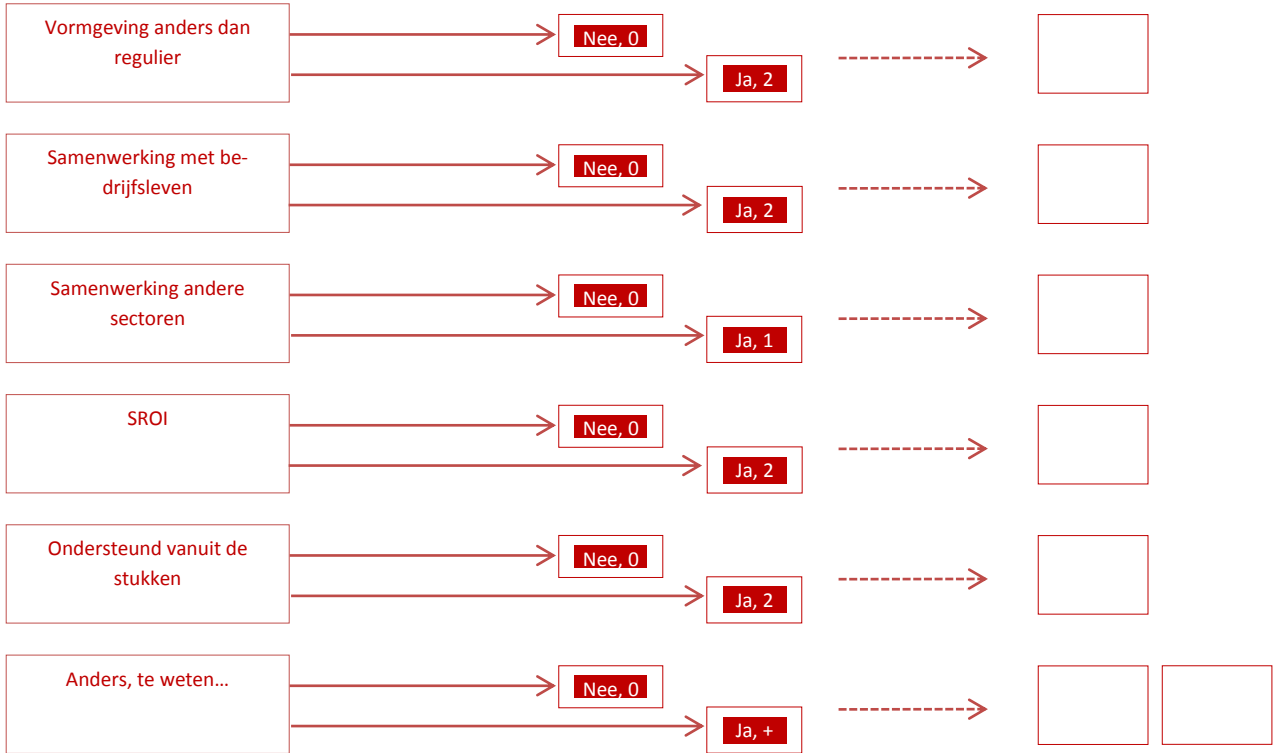 Vormgeving anders dan
regulier
Nee, 0
Ja, 2
Samenwerking met be-
drijfsleven
Nee, 0
Ja, 2
Samenwerking andere
sectoren
Nee, 0
Ja, 1
SROI
Nee, 0
Ja, 2
Ondersteund vanuit de
stukken
Nee, 0
Ja, 2
Anders, te weten…
Nee, 0
Ja, +